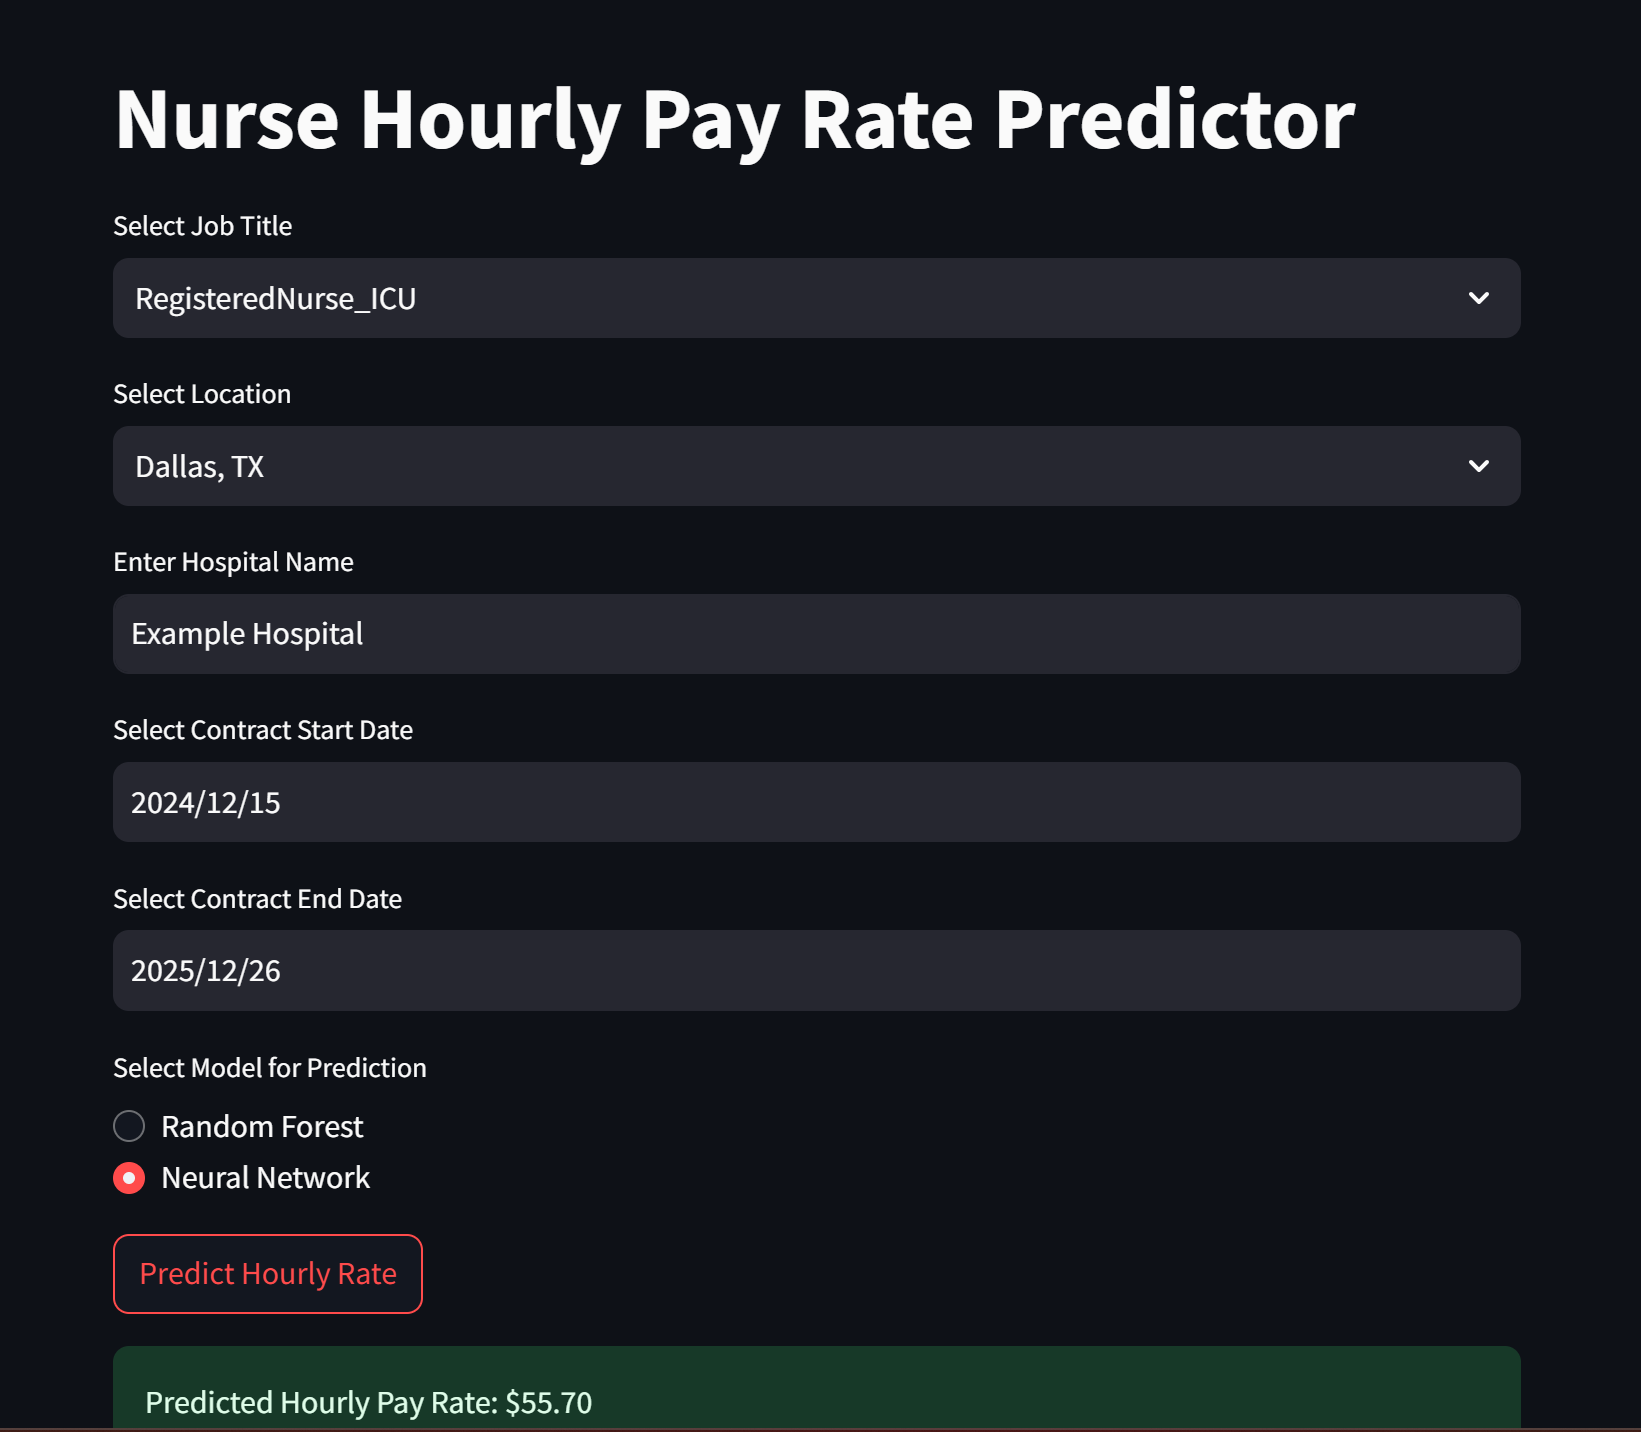 Nurse Hourly Pay Rate Predictor
Select Job Title
RegisteredNurse_ICU
Select Location
Dallas, TX
Enter Hospital Name
Example Hospital
Select Contract Start Date
2024/12/15
Select Contract End Date
2025/12/26
Select Model for Prediction
Random Forest
Neural Network
Predict Hourly Rate
Predicted Hourly Pay Rate: $55.70